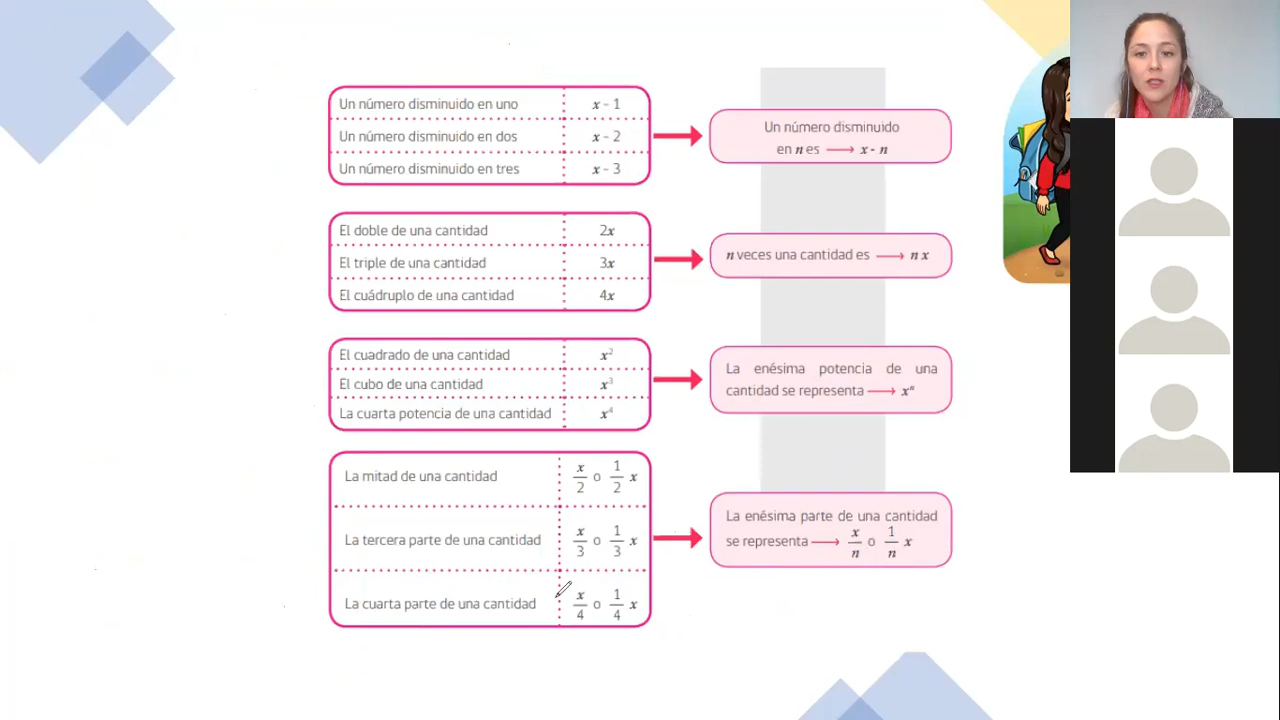 Un número disminuido en uno x - 1
Un número disminuido en dos x - 2
Un número disminuido en tres x - 3
Un número disminuido
en n es ⟶ x - n
El doble de una cantidad 2x
El triple de una cantidad 3x
El cuádruplo de una cantidad 4x
n veces una cantidad es ⟶ n x
El cuadrado de una cantidad x²
El cubo de una cantidad x³
La cuarta potencia de una cantidad x⁴
La enésima potencia de una
cantidad se representa ⟶ xⁿ
La mitad de una cantidad x/2 o 1/2 x
La tercera parte de una cantidad x/3 o 1/3 x
La cuarta parte de una cantidad x/4 o 1/4 x
La enésima parte de una cantidad
se representa ⟶ x/n o 1/n x